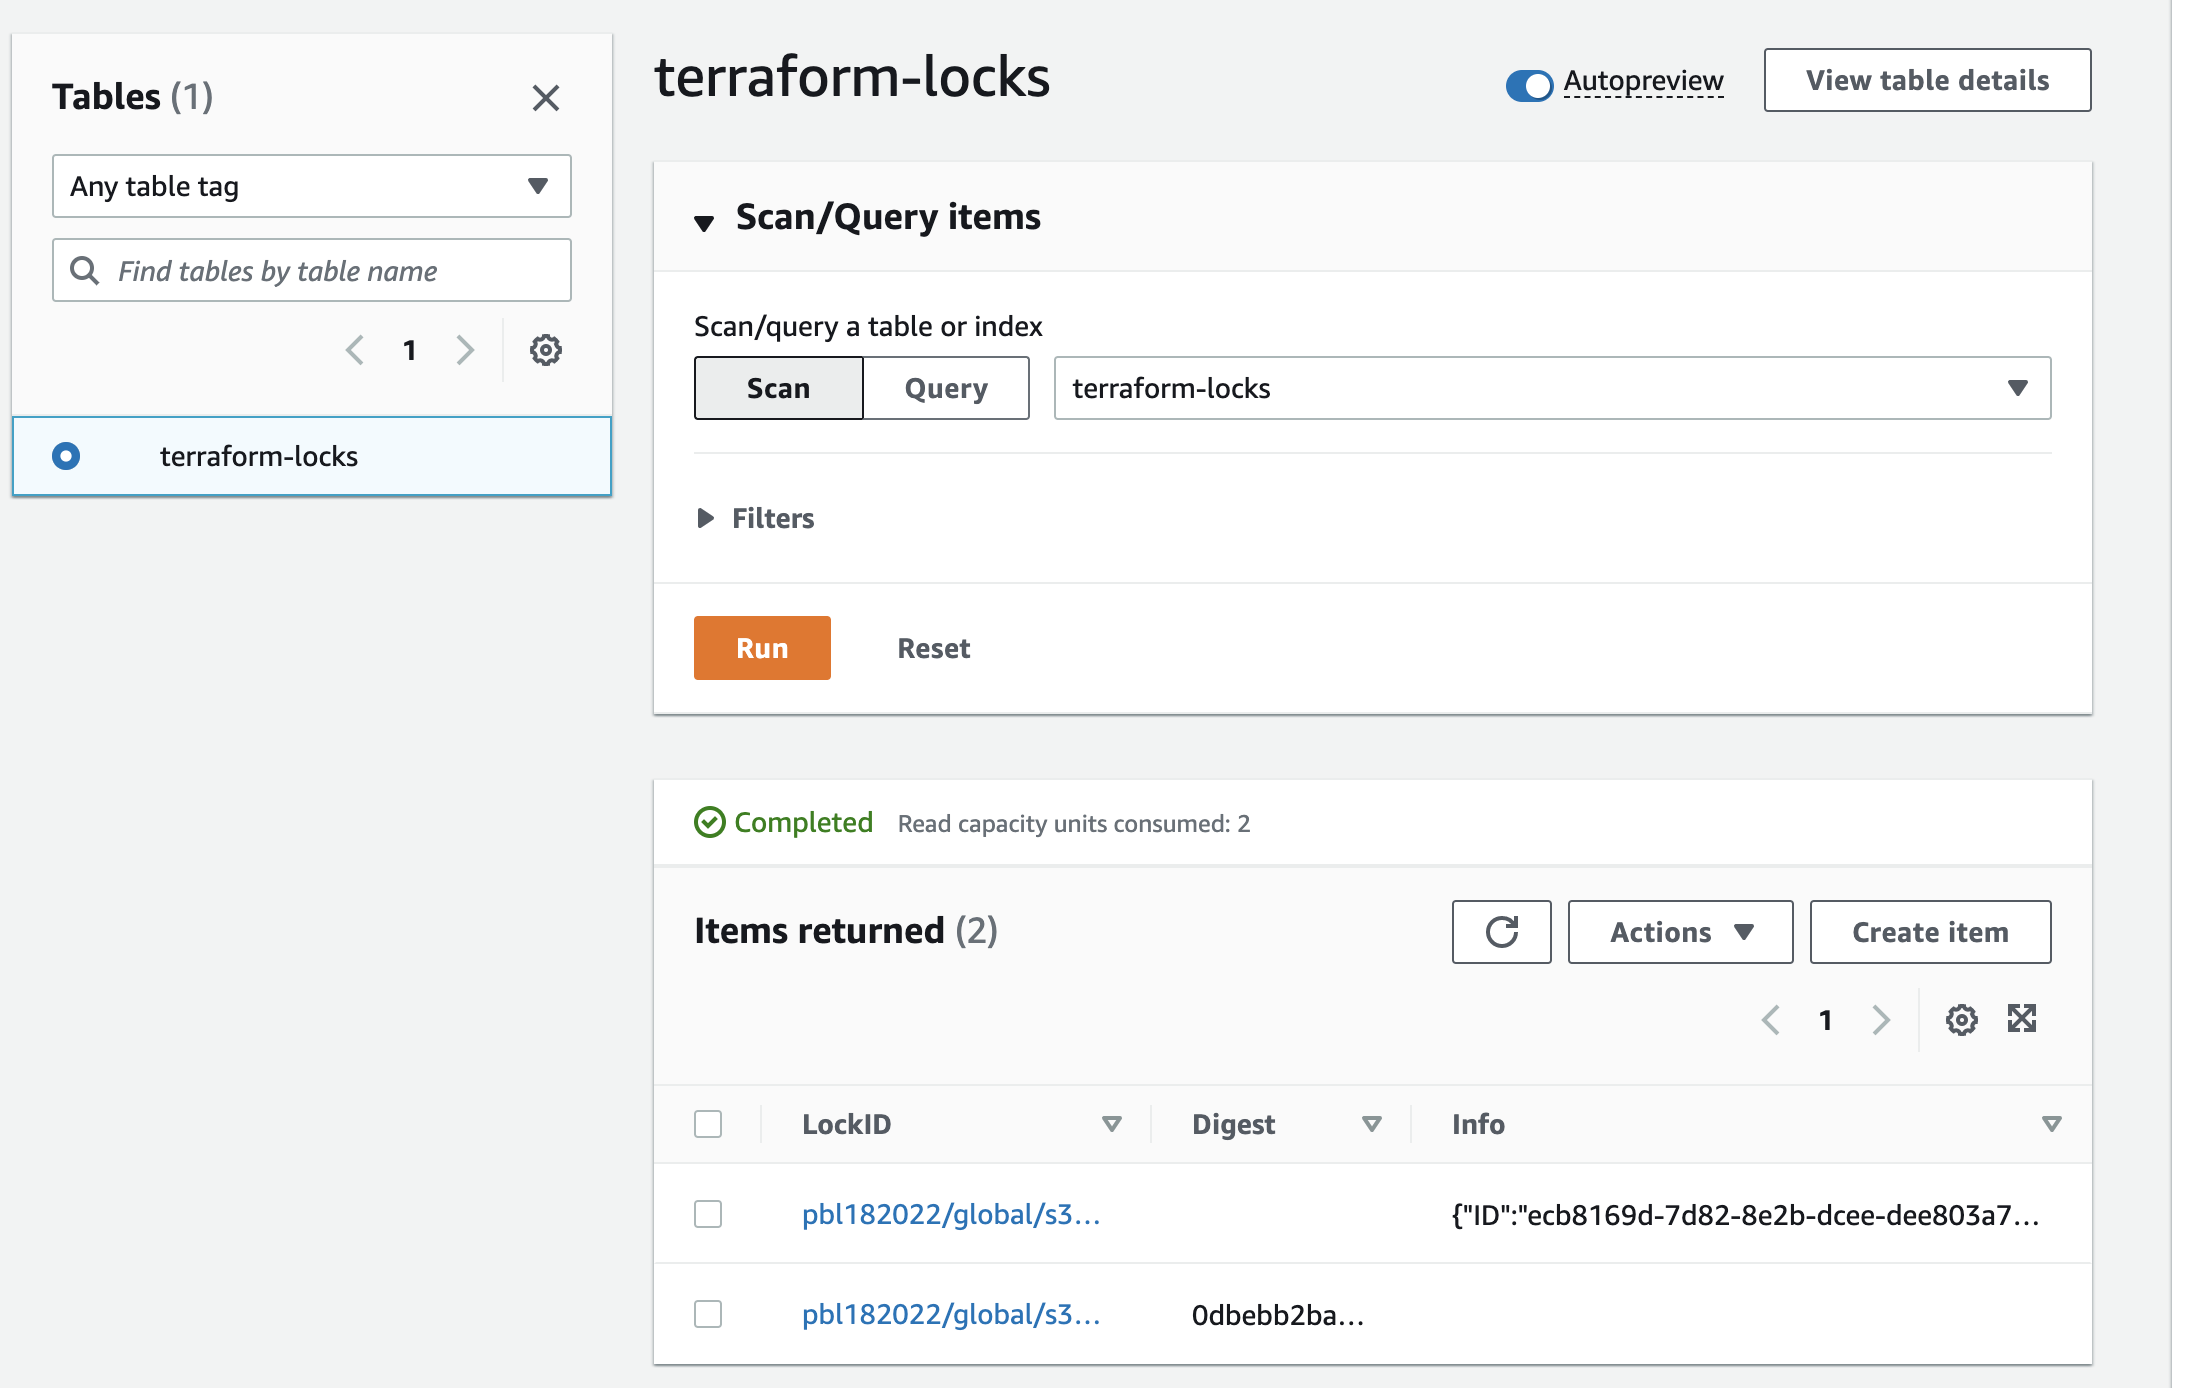 Tables (1)
Any table tag
Find tables by table name
1
terraform-locks
terraform-locks
Autopreview
View table details
Scan/Query items
Scan/query a table or index
Scan
Query
terraform-locks
Filters
Run
Reset
Completed
Read capacity units consumed: 2
Items returned (2)
Actions
Create item
1
LockID
Digest
Info
pbl182022/global/s3...
{"ID":"ecb8169d-7d82-8e2b-dcee-dee803a7...
pbl182022/global/s3...
0dbebb2ba...